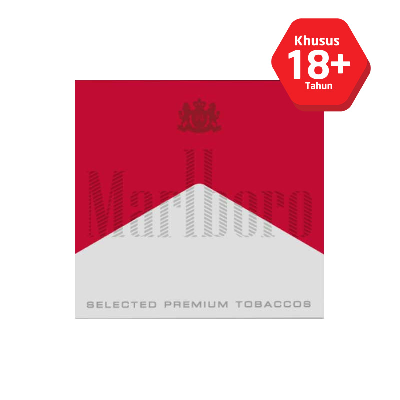 Khusus
18+
Tahun
Marlboro
SELECTED PREMIUM TOBACCOS